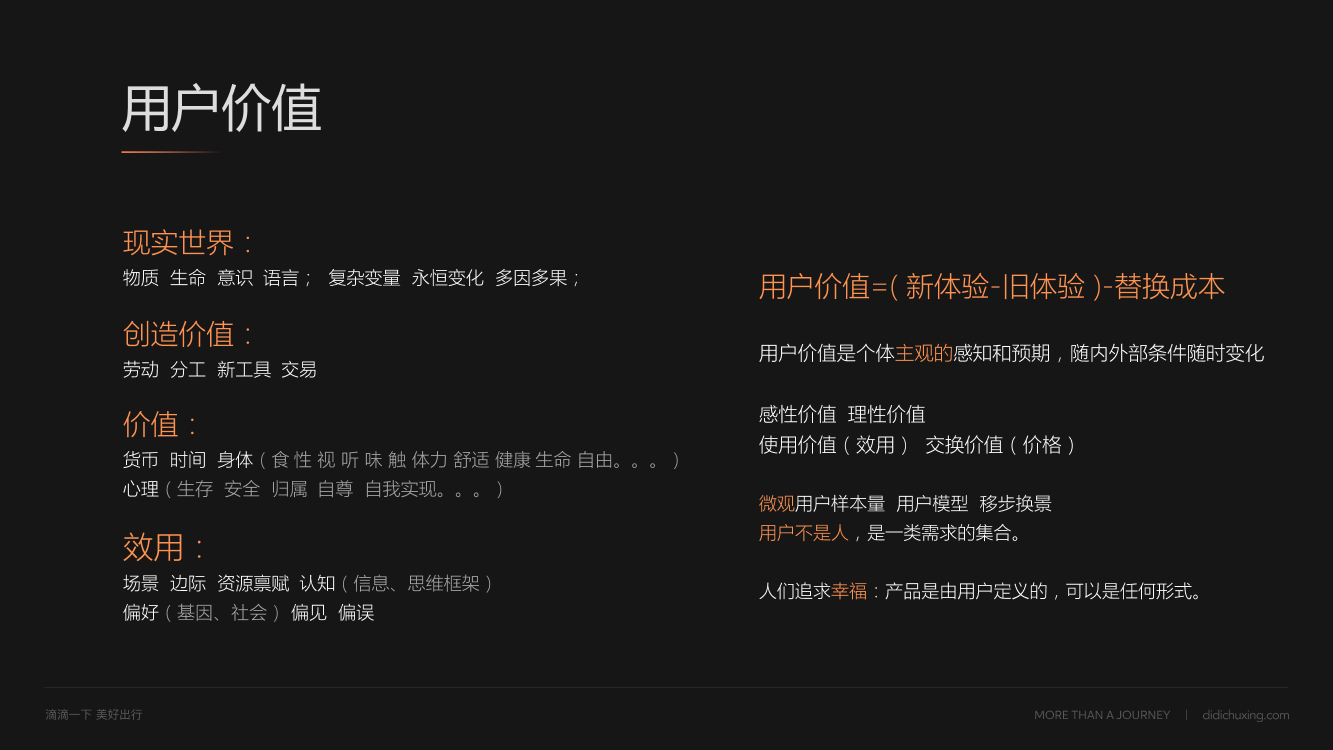 用户价值
现实世界：
物质 生命 意识 语言； 复杂变量 永恒变化 多因多果；
创造价值：
劳动 分工 新工具 交易
价值：
货币 时间 身体（ 食 性 视 听 味 触 体力 舒适 健康 生命 自由。。。 ）
心理（ 生存 安全 归属 自尊 自我实现。。。 ）
效用：
场景 边际 资源禀赋 认知（ 信息、思维框架 ）
偏好（ 基因、社会 ） 偏见 偏误
用户价值=( 新体验-旧体验 )-替换成本
用户价值是个体主观的感知和预期，随内外部条件随时变化
感性价值 理性价值
使用价值（ 效用 ） 交换价值（ 价格 ）
微观用户样本量 用户模型 移步换景
用户不是人，是一类需求的集合。
人们追求幸福：产品是由用户定义的，可以是任何形式。
滴滴一下 美好出行
MORE THAN A JOURNEY | didichuxing.com